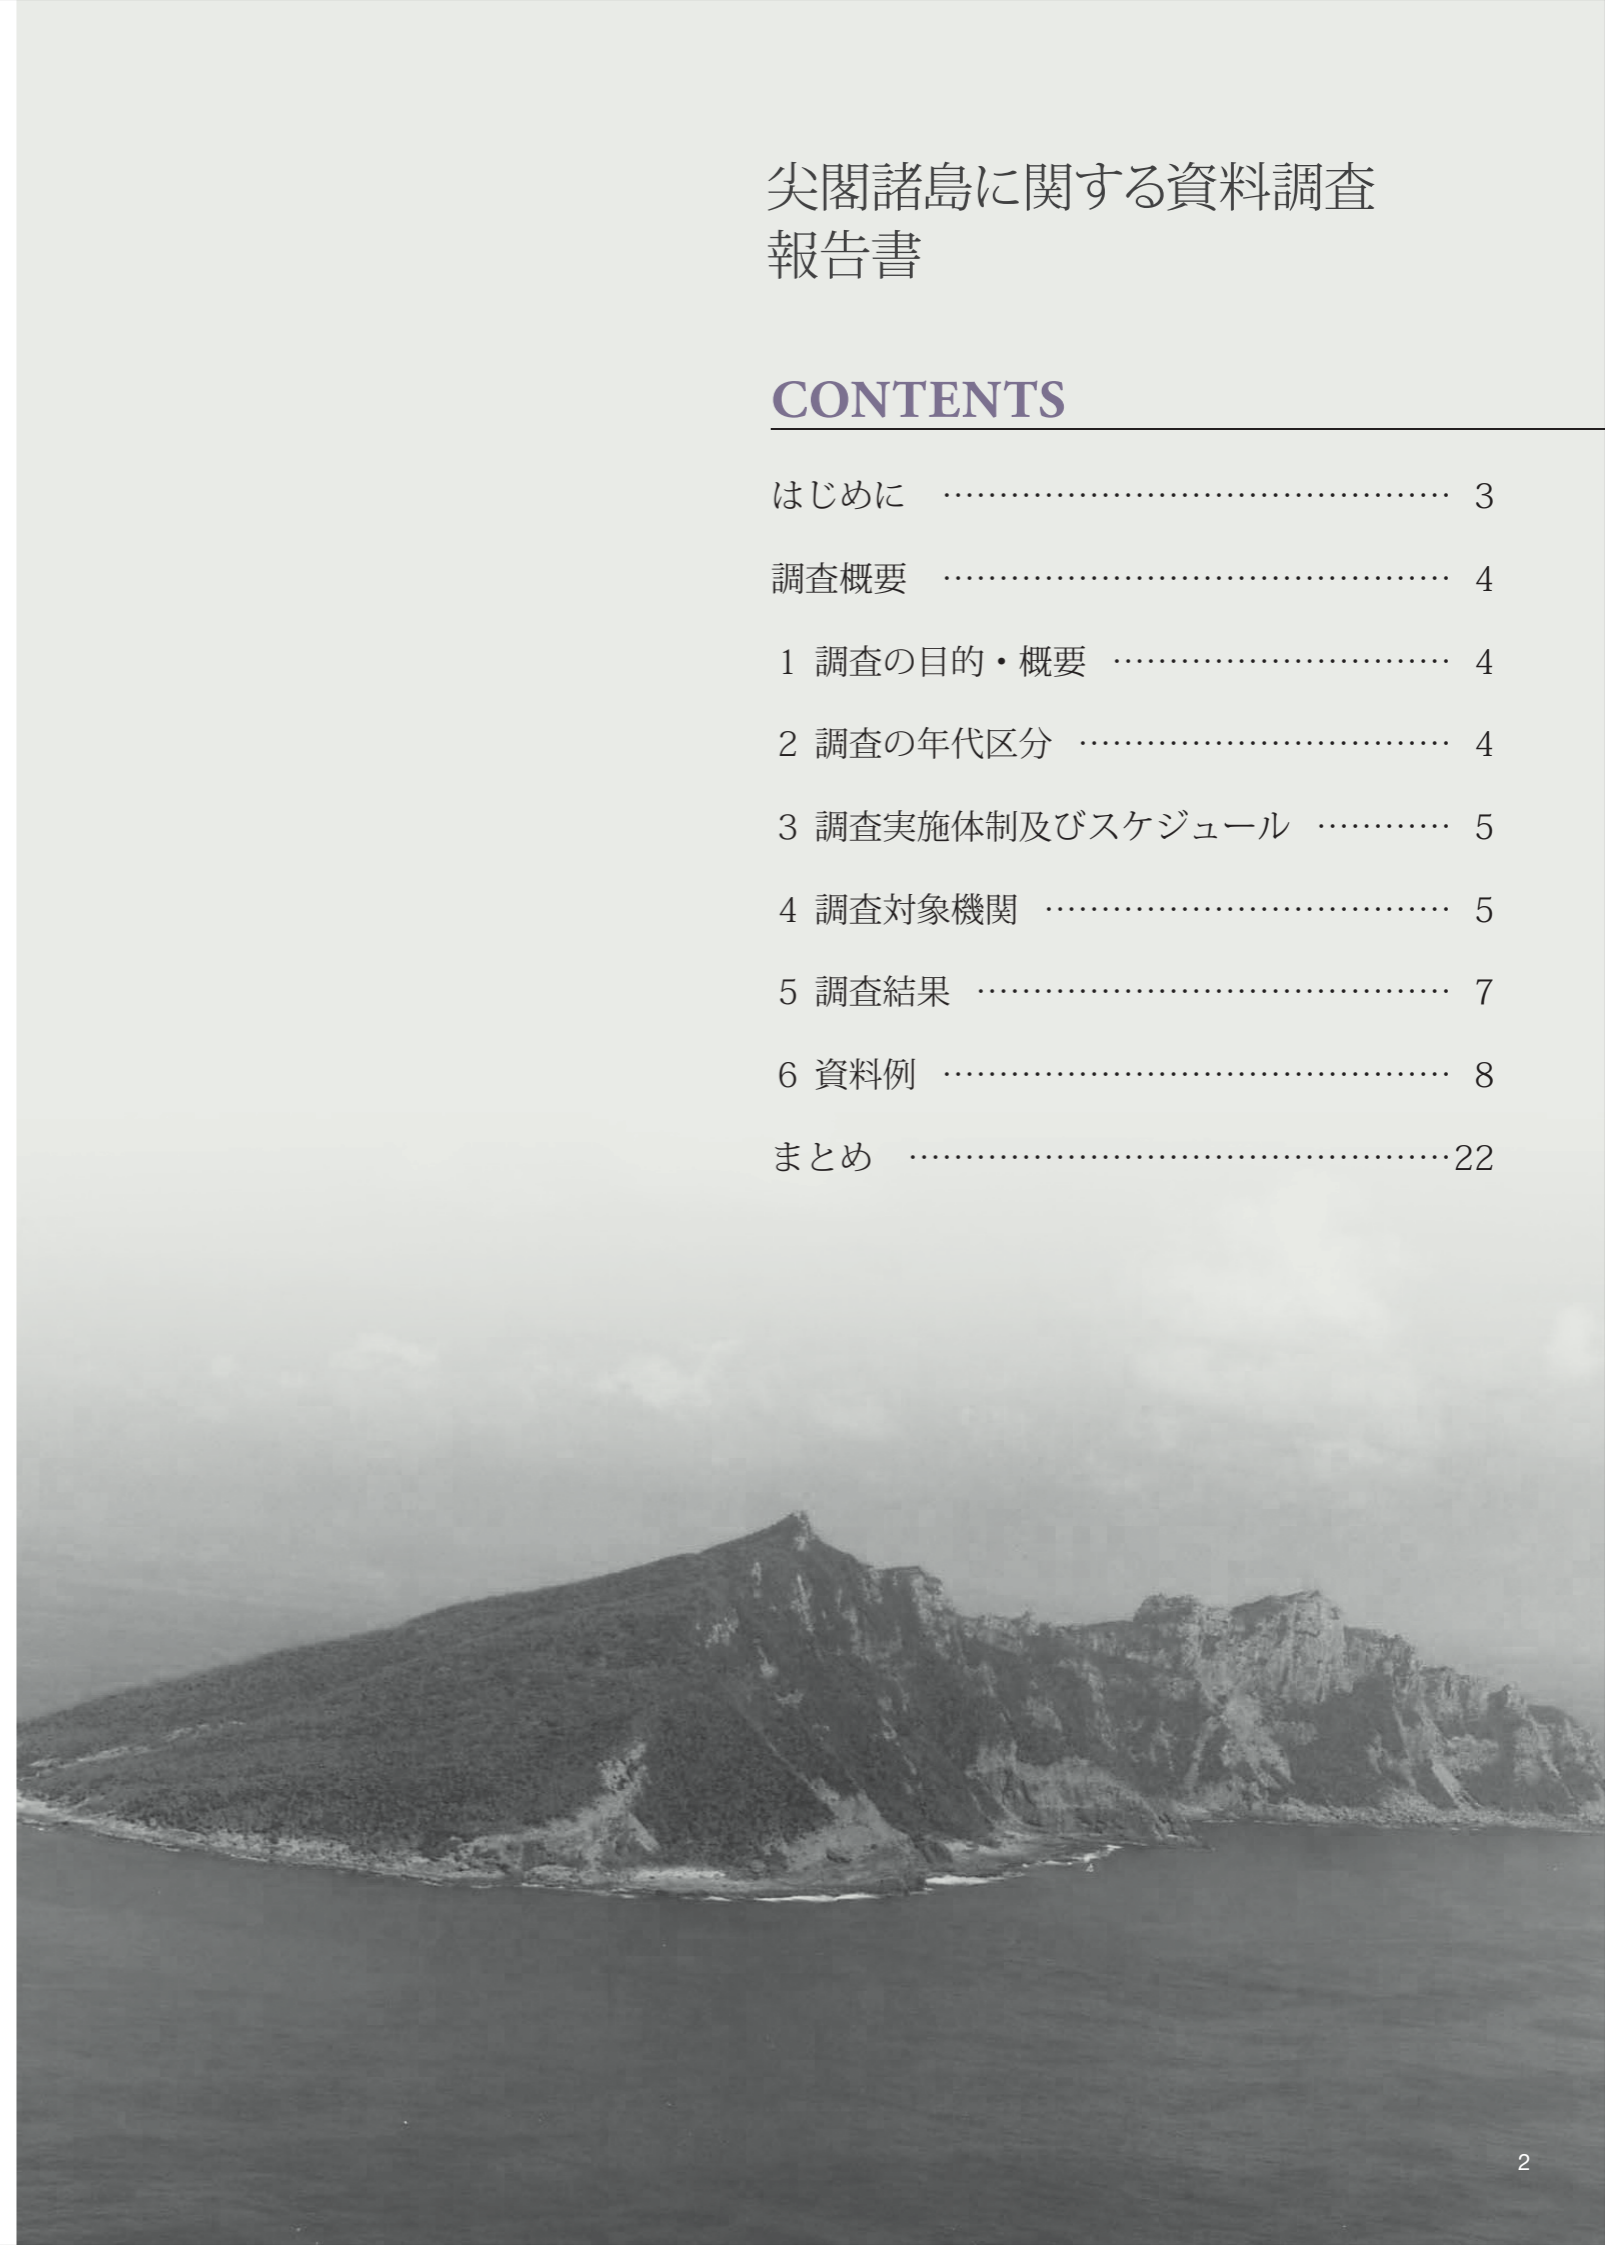 尖閣諸島に関する資料調査
報告書
CONTENTS
はじめに ………………………………………… 3
調査概要 ………………………………………… 4
1 調査の目的・概要 ………………………… 4
2 調査の年代区分 …………………………… 4
3 調査実施体制及びスケジュール ………… 5
4 調査対象機関 ……………………………… 5
5 調査結果 …………………………………… 7
6 資料例 ……………………………………… 8
まとめ …………………………………………22
2